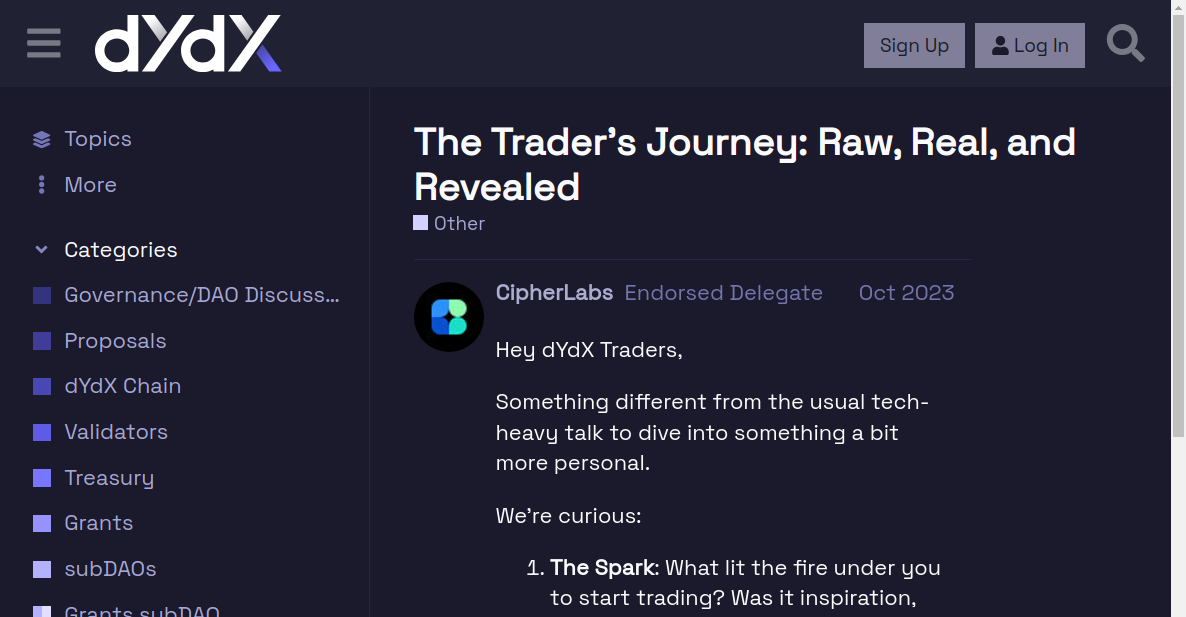 dYdX
Sign Up
Log In
Topics
More
Categories
Governance/DAO Discuss...
Proposals
dYdX Chain
Validators
Treasury
Grants
subDAOs
Grants subDAO
The Trader's Journey: Raw, Real, and
Revealed
Other
CipherLabs Endorsed Delegate Oct 2023
Hey dYdX Traders,
Something different from the usual tech-
heavy talk to dive into something a bit
more personal.
We're curious:
1. The Spark: What lit the fire under you
to start trading? Was it inspiration,